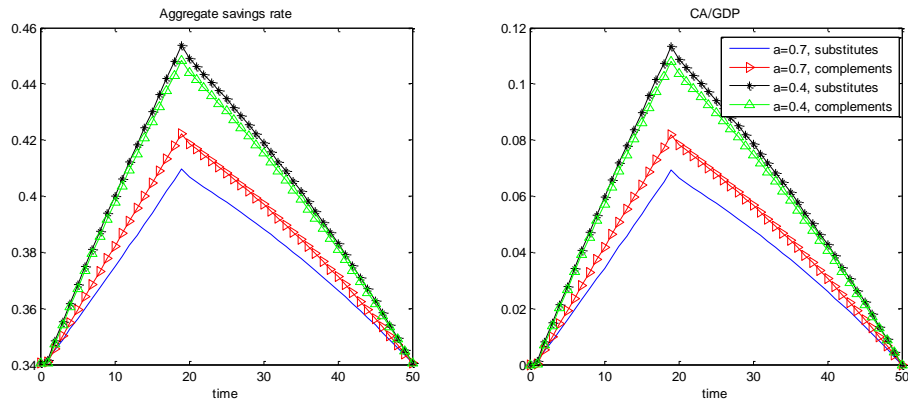 Aggregate savings rate
0.46
0.44
0.42
0.4
0.38
0.36
0.34
0 10 20 30 40 50
time
CA/GDP
0.12
0.1
0.08
0.06
0.04
0.02
0
0 10 20 30 40 50
time
a=0.7, substitutes
a=0.7, complements
a=0.4, substitutes
a=0.4, complements